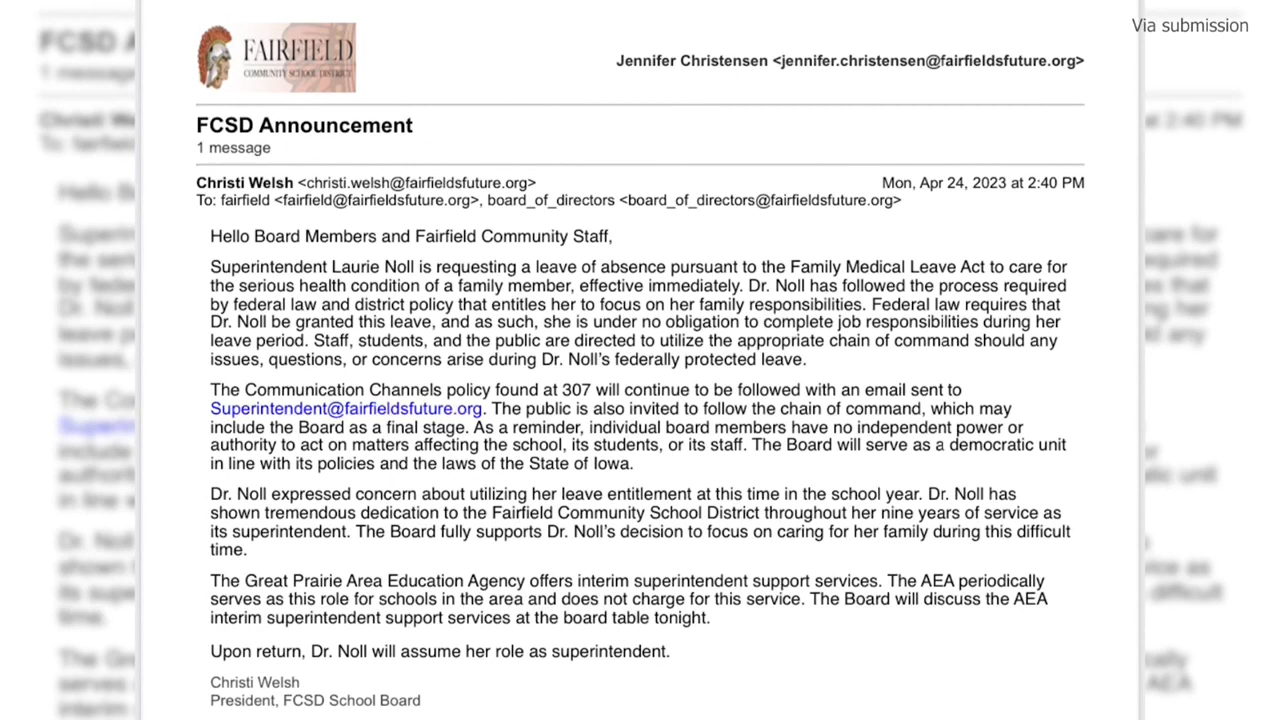 Via submission
FAIRFIELD
COMMUNITY SCHOOL DISTRICT
Jennifer Christensen <jennifer.christensen@fairfieldsfuture.org>
FCSD Announcement
1 message
Christi Welsh <christi.welsh@fairfieldsfuture.org>
Mon, Apr 24, 2023 at 2:40 PM
To: fairfield <fairfield@fairfieldsfuture.org>, board_of_directors <board_of_directors@fairfieldsfuture.org>
Hello Board Members and Fairfield Community Staff,
Superintendent Laurie Noll is requesting a leave of absence pursuant to the Family Medical Leave Act to care for
the serious health condition of a family member, effective immediately. Dr. Noll has followed the process required
by federal law and district policy that entitles her to focus on her family responsibilities. Federal law requires that
Dr. Noll be granted this leave, and as such, she is under no obligation to complete job responsibilities during her
leave period. Staff, students, and the public are directed to utilize the appropriate chain of command should any
issues, questions, or concerns arise during Dr. Noll's federally protected leave.
The Communication Channels policy found at 307 will continue to be followed with an email sent to
Superintendent@fairfieldsfuture.org. The public is also invited to follow the chain of command, which may
include the Board as a final stage. As a reminder, individual board members have no independent power or
authority to act on matters affecting the school, its students, or its staff. The Board will serve as a democratic unit
in line with its policies and the laws of the State of Iowa.
Dr. Noll expressed concern about utilizing her leave entitlement at this time in the school year. Dr. Noll has
shown tremendous dedication to the Fairfield Community School District throughout her nine years of service as
its superintendent. The Board fully supports Dr. Noll's decision to focus on caring for her family during this difficult
time.
The Great Prairie Area Education Agency offers interim superintendent support services. The AEA periodically
serves as this role for schools in the area and does not charge for this service. The Board will discuss the AEA
interim superintendent support services at the board table tonight.
Upon return, Dr. Noll will assume her role as superintendent.
Christi Welsh
President, FCSD School Board